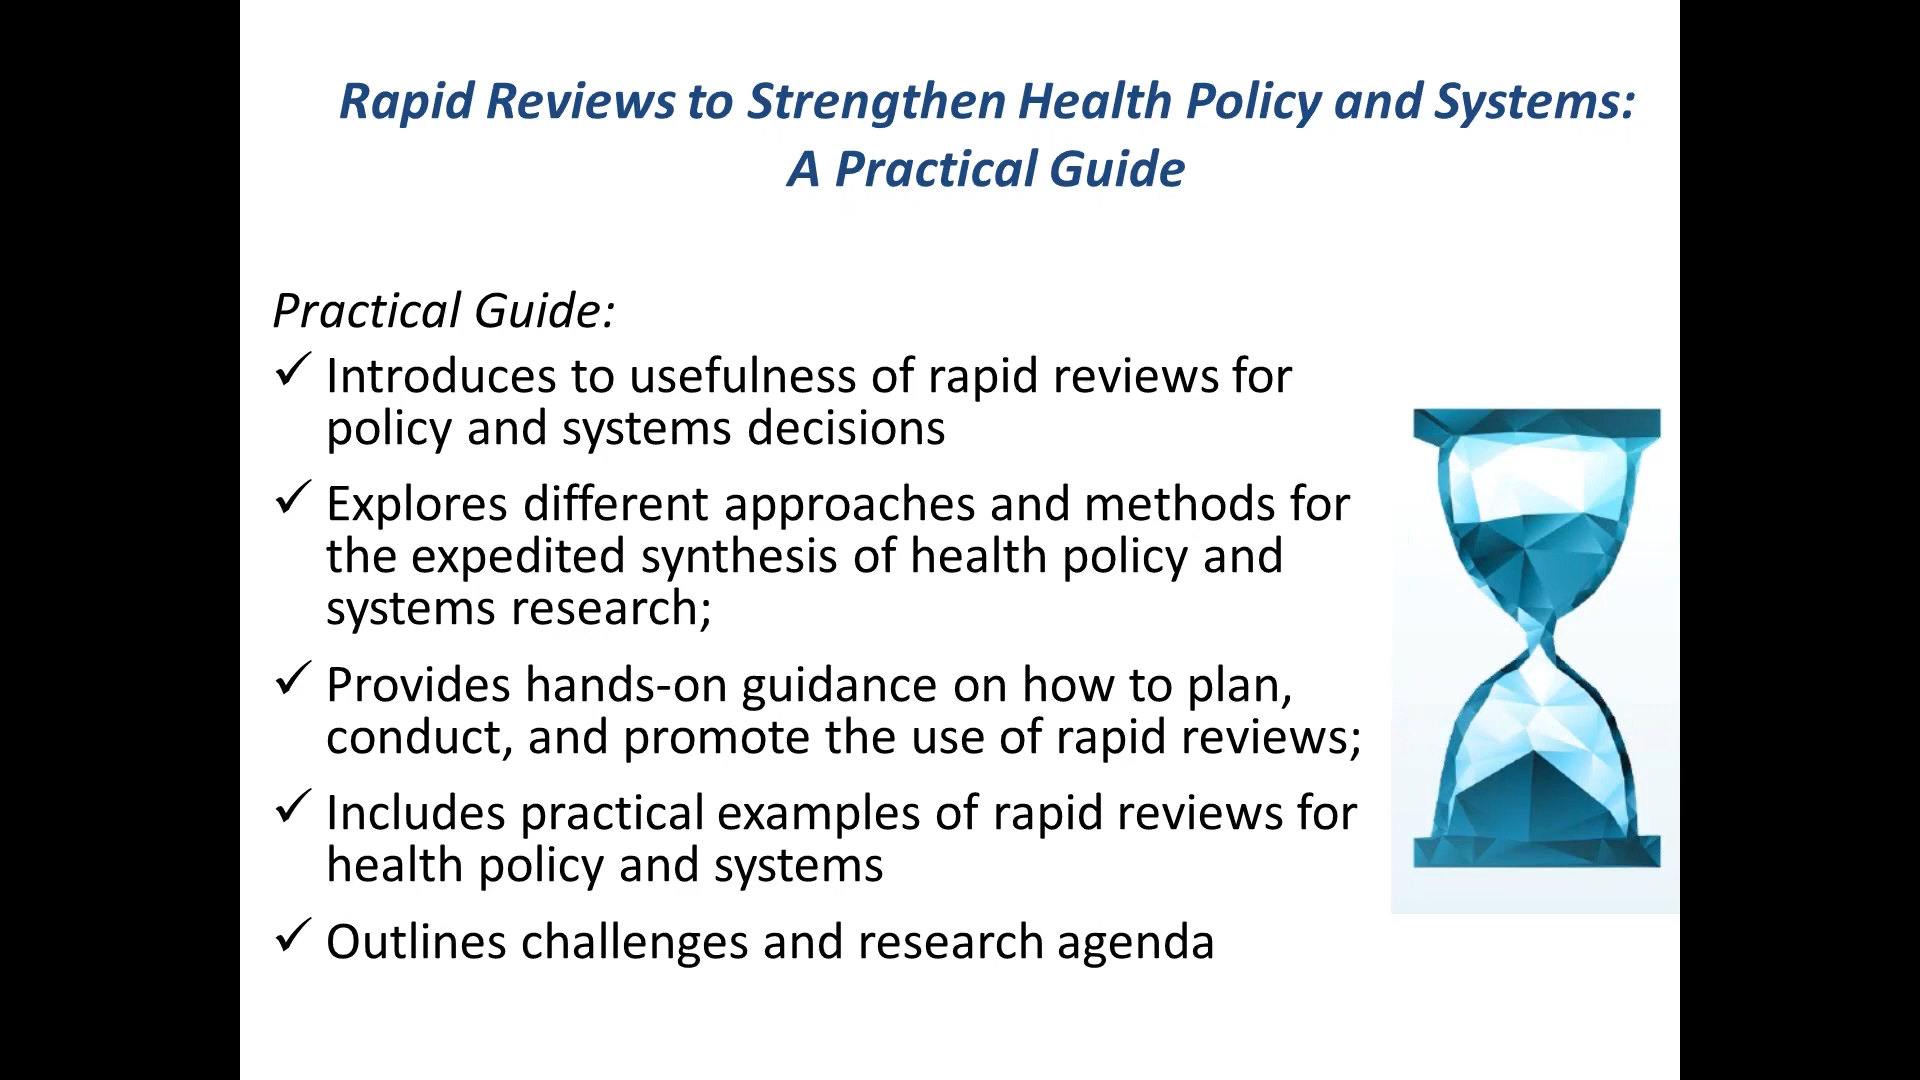 Rapid Reviews to Strengthen Health Policy and Systems:
A Practical Guide
Practical Guide:
✓ Introduces to usefulness of rapid reviews for
policy and systems decisions
✓ Explores different approaches and methods for
the expedited synthesis of health policy and
systems research;
✓ Provides hands-on guidance on how to plan,
conduct, and promote the use of rapid reviews;
✓ Includes practical examples of rapid reviews for
health policy and systems
✓ Outlines challenges and research agenda